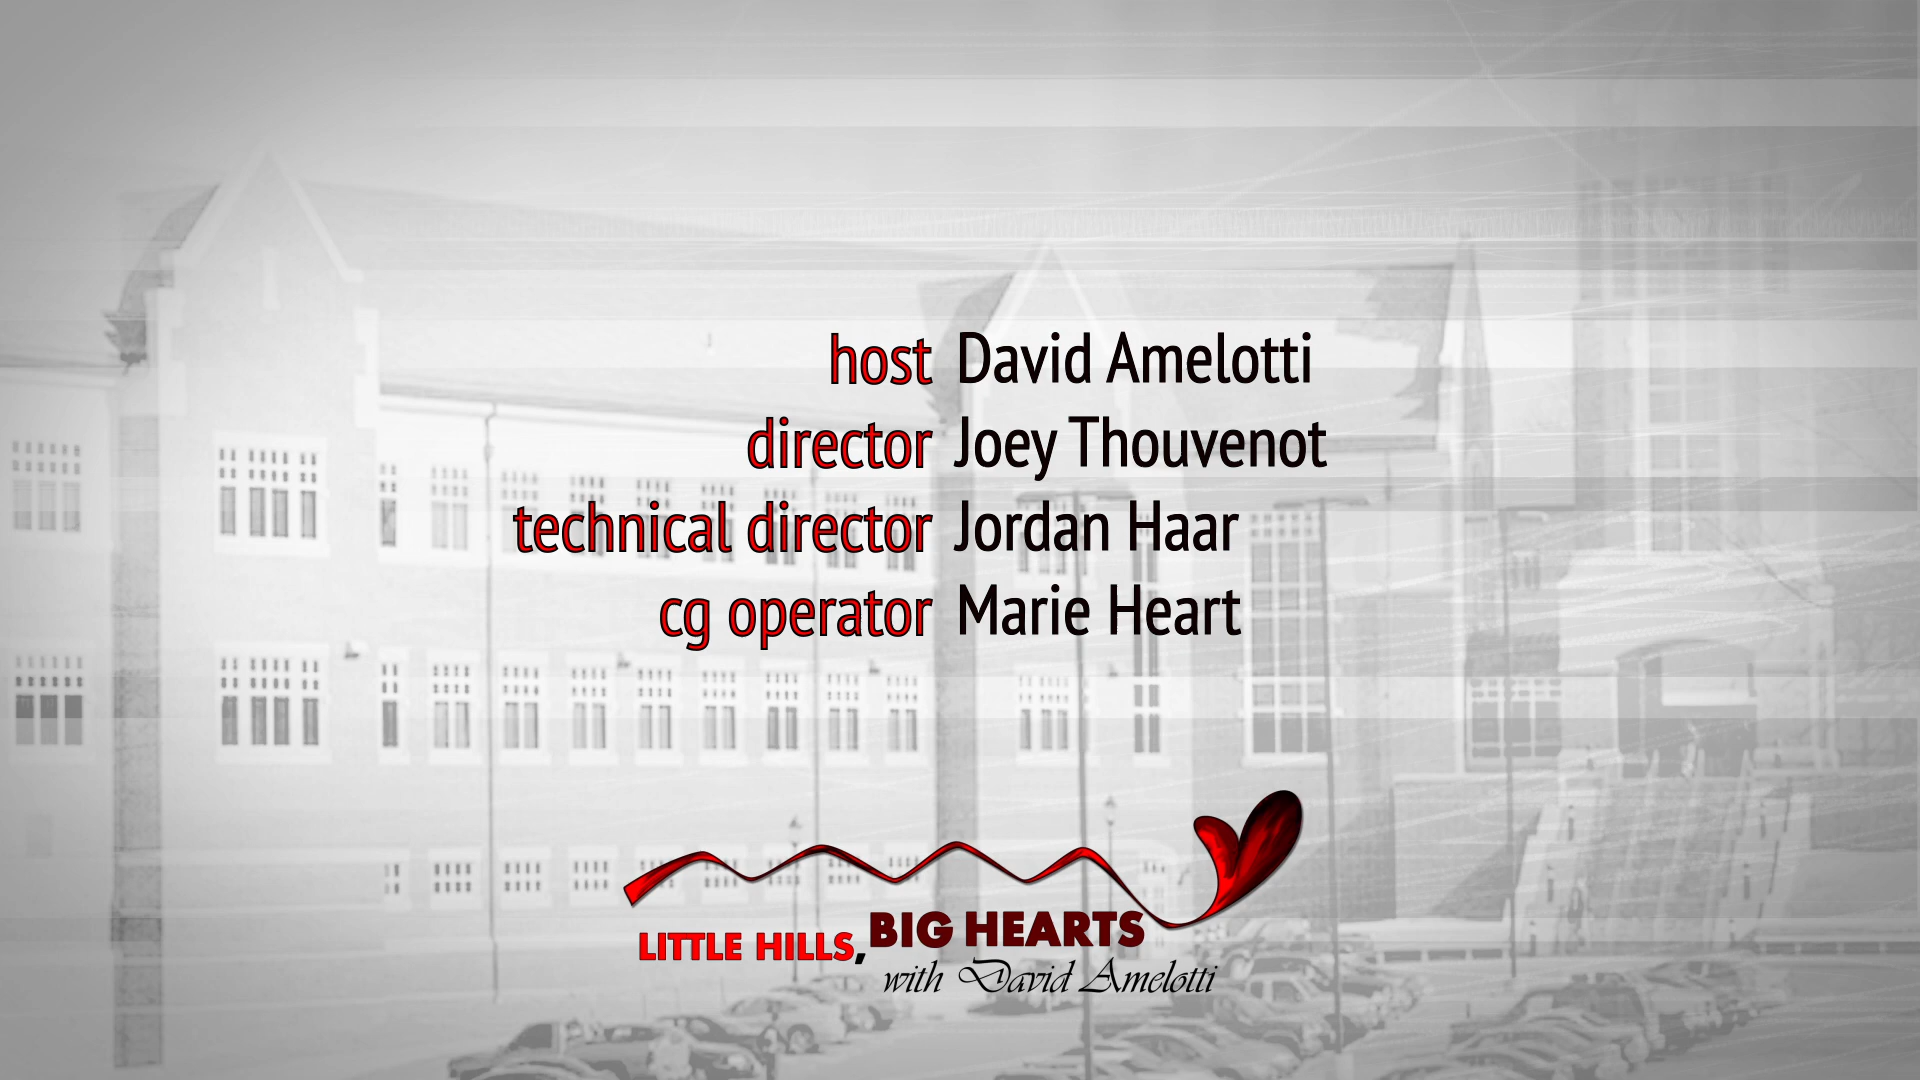 host David Amelotti
director Joey Thouvenot
technical director Jordan Haar
cg operator Marie Heart
LITTLE HILLS, BIG HEARTS
with David Amelotti